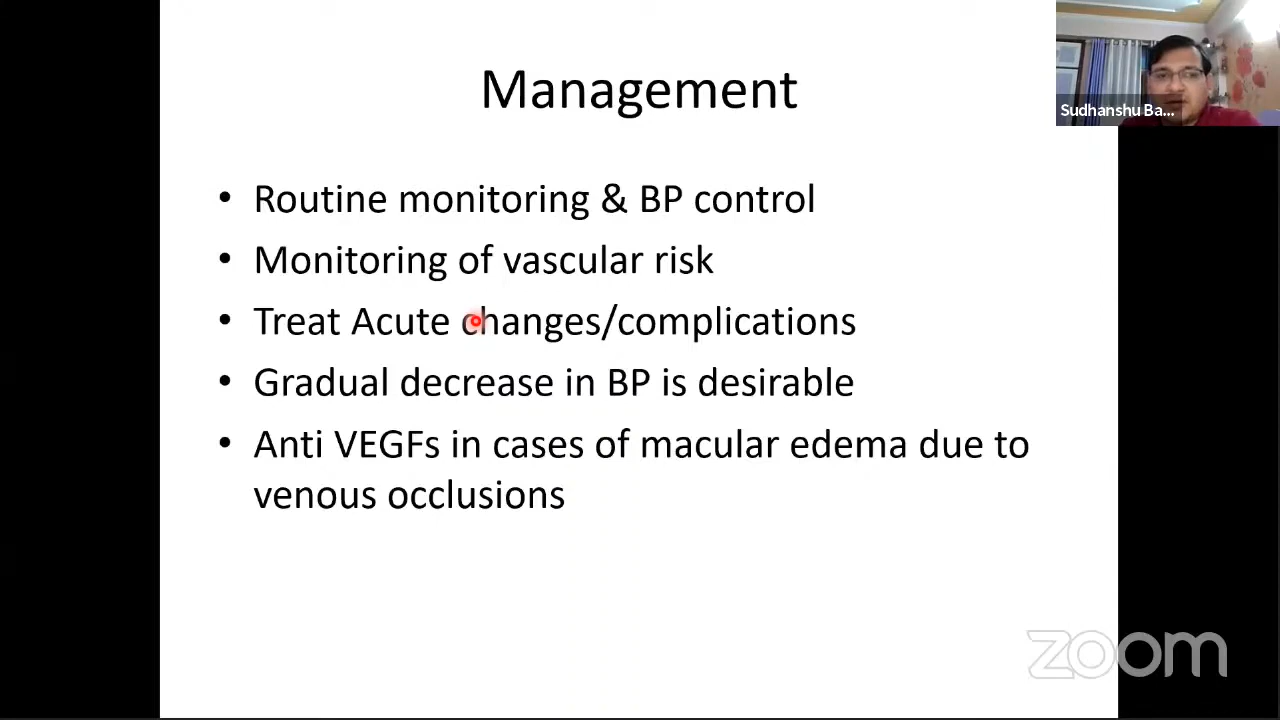 Management
Sudhanshu Ba...
• Routine monitoring & BP control
• Monitoring of vascular risk
• Treat Acute changes/complications
• Gradual decrease in BP is desirable
• Anti VEGFs in cases of macular edema due to
venous occlusions
zoom